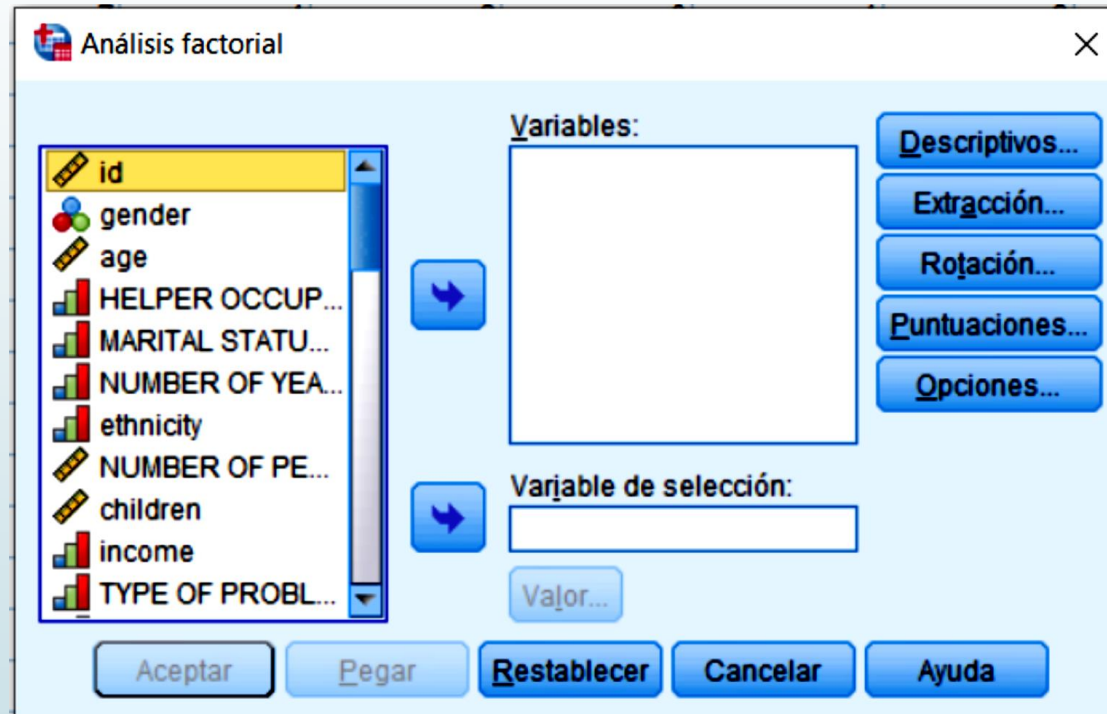 Análisis factorial
id
gender
age
HELPER OCCUP...
MARITAL STATU...
NUMBER OF YEA...
ethnicity
NUMBER OF PE...
children
income
TYPE OF PROBL...
Variables:
Variable de selección:
Valor...
Descriptivos...
Extracción...
Rotación...
Puntuaciones...
Opciones...
Aceptar
Pegar
Restablecer
Cancelar
Ayuda